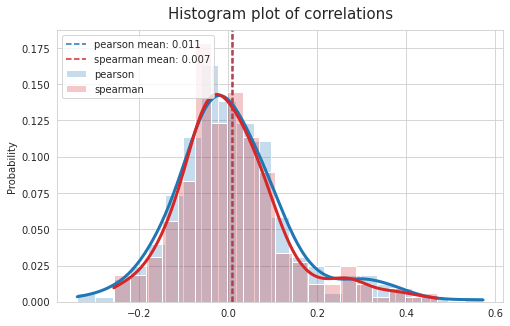 Histogram plot of correlations
pearson mean: 0.011
spearman mean: 0.007
pearson
spearman
Probability
0.175
0.150
0.125
0.100
0.075
0.050
0.025
0.000
−0.2 0.0 0.2 0.4 0.6